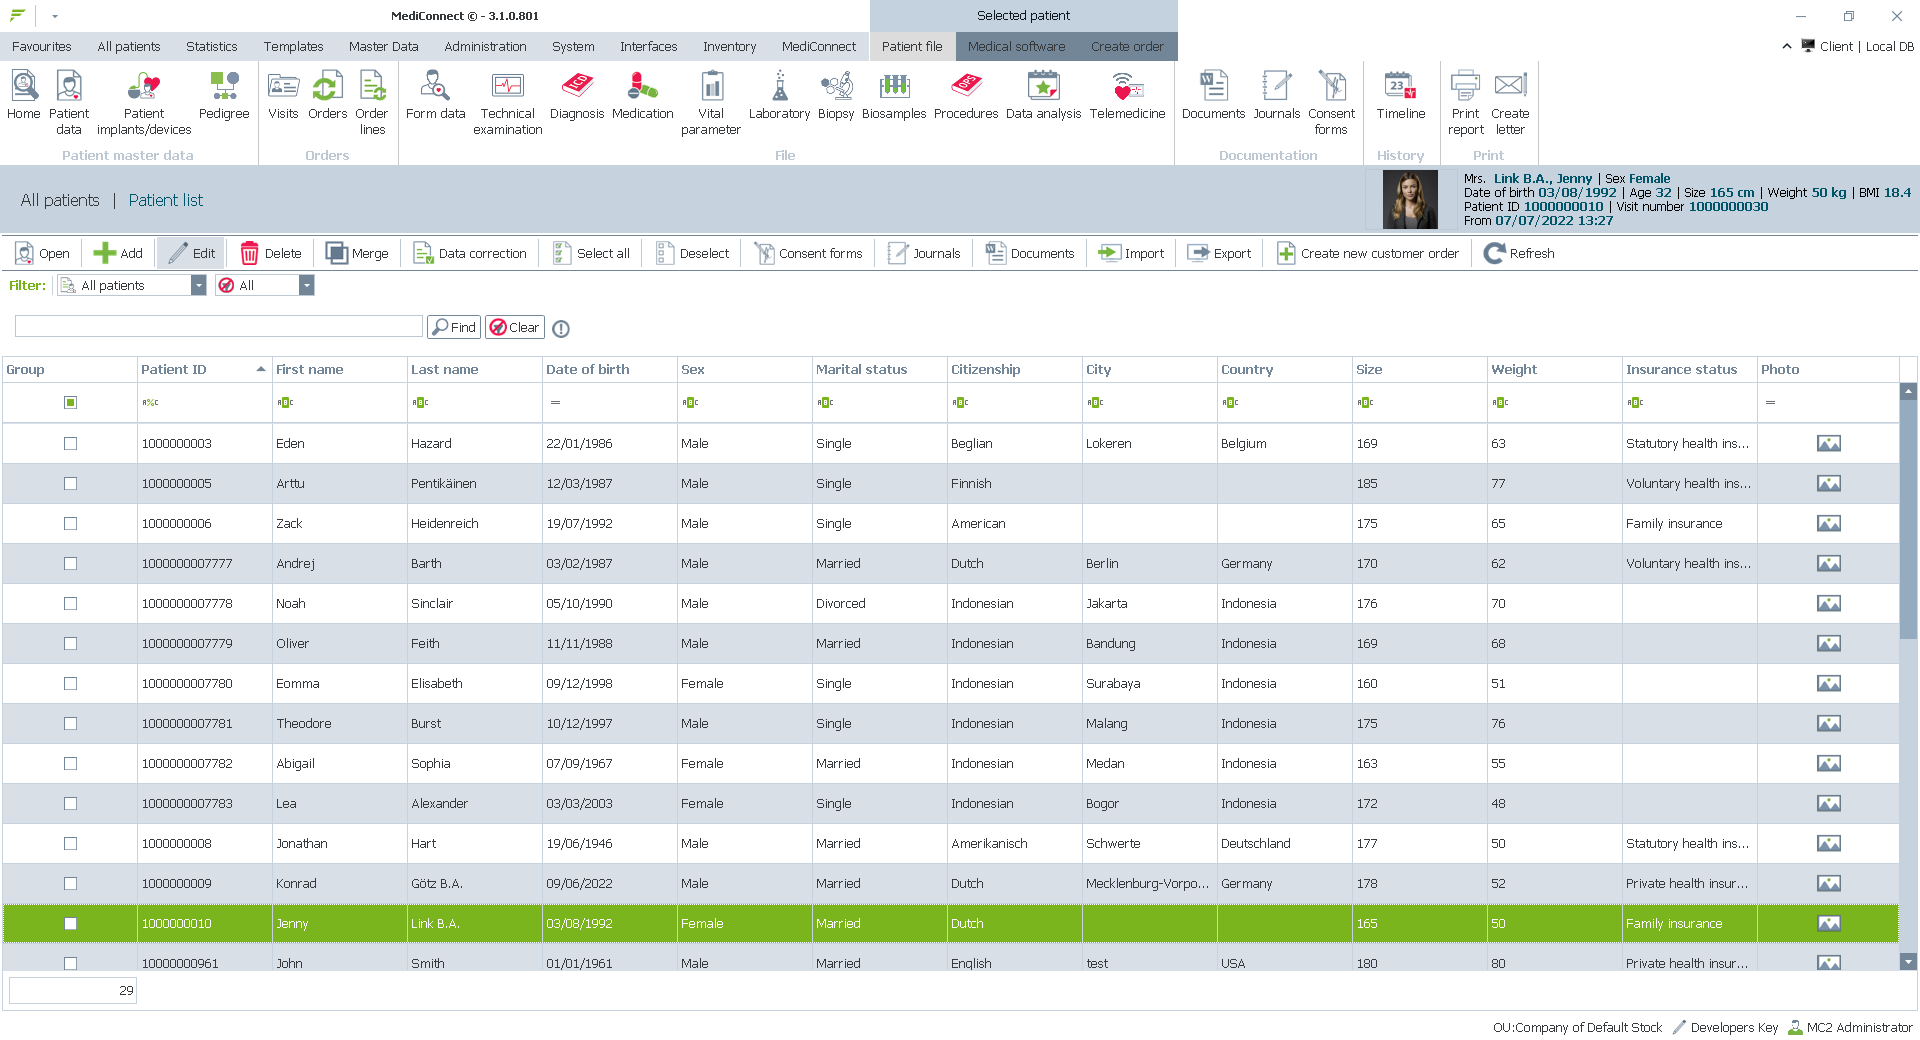 MediConnect © - 3.1.0.801
Selected patient
Favourites All patients Statistics Templates Master Data Administration System Interfaces Inventory MediConnect Patient file Medical software Create order
Client | Local DB
Home Patient data Patient implants/devices Pedigree Visits Orders Order lines Form data Technical examination Diagnosis Medication Vital parameter Laboratory Biopsy Biosamples Procedures Data analysis Telemedicine Documents Journals Consent forms Timeline Print report Create letter
Patient master data Orders File Documentation History Print
All patients | Patient list
Mrs. Link B.A., Jenny | Sex Female
Date of birth 03/08/1992 | Age 32 | Size 165 cm | Weight 50 kg | BMI 18.4
Patient ID 1000000010 | Visit number 1000000030
From 07/07/2022 13:27
Open Add Edit Delete Merge Data correction Select all Deselect Consent forms Journals Documents Import Export Create new customer order Refresh
Filter: All patients All
Find Clear
Group Patient ID First name Last name Date of birth Sex Marital status Citizenship City Country Size Weight Insurance status Photo
1000000003 Eden Hazard 22/01/1986 Male Single Beglian Lokeren Belgium 169 63 Statutory health ins...
1000000005 Arttu Pentikäinen 12/03/1987 Male Single Finnish 185 77 Voluntary health ins...
1000000006 Zack Heidenreich 19/07/1992 Male Single American 175 65 Family insurance
1000000007777 Andrej Barth 03/02/1987 Male Married Dutch Berlin Germany 170 62 Voluntary health ins...
1000000007778 Noah Sinclair 05/10/1990 Male Divorced Indonesian Jakarta Indonesia 176 70
1000000007779 Oliver Feith 11/11/1988 Male Married Indonesian Bandung Indonesia 169 68
1000000007780 Eomma Elisabeth 09/12/1998 Female Single Indonesian Surabaya Indonesia 160 51
1000000007781 Theodore Burst 10/12/1997 Male Single Indonesian Malang Indonesia 175 76
1000000007782 Abigail Sophia 07/09/1967 Female Married Indonesian Medan Indonesia 163 55
1000000007783 Lea Alexander 03/03/2003 Female Single Indonesian Bogor Indonesia 172 48
1000000008 Jonathan Hart 19/06/1946 Male Married Amerikanisch Schwerte Deutschland 177 50 Statutory health ins...
1000000009 Konrad Götz B.A. 09/06/2022 Male Married Dutch Mecklenburg-Vorpo... Germany 178 52 Private health insur...
1000000010 Jenny Link B.A. 03/08/1992 Female Married Dutch 165 50 Family insurance
10000000961 John Smith 01/01/1961 Male Married English test USA 180 80 Private health insur...
29
OU:Company of Default Stock Developers Key MC2 Administrator